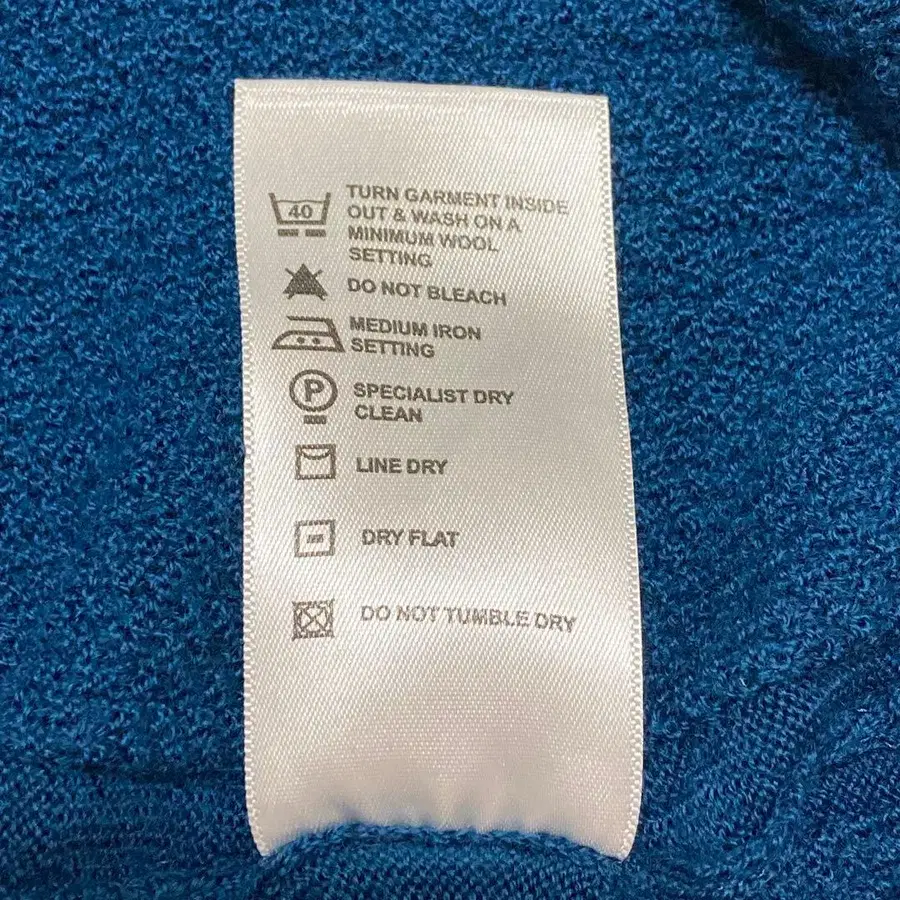 40 TURN GARMENT INSIDE
OUT & WASH ON A
MINIMUM WOOL
SETTING
DO NOT BLEACH
MEDIUM IRON
SETTING
P SPECIALIST DRY
CLEAN
LINE DRY
DRY FLAT
DO NOT TUMBLE DRY